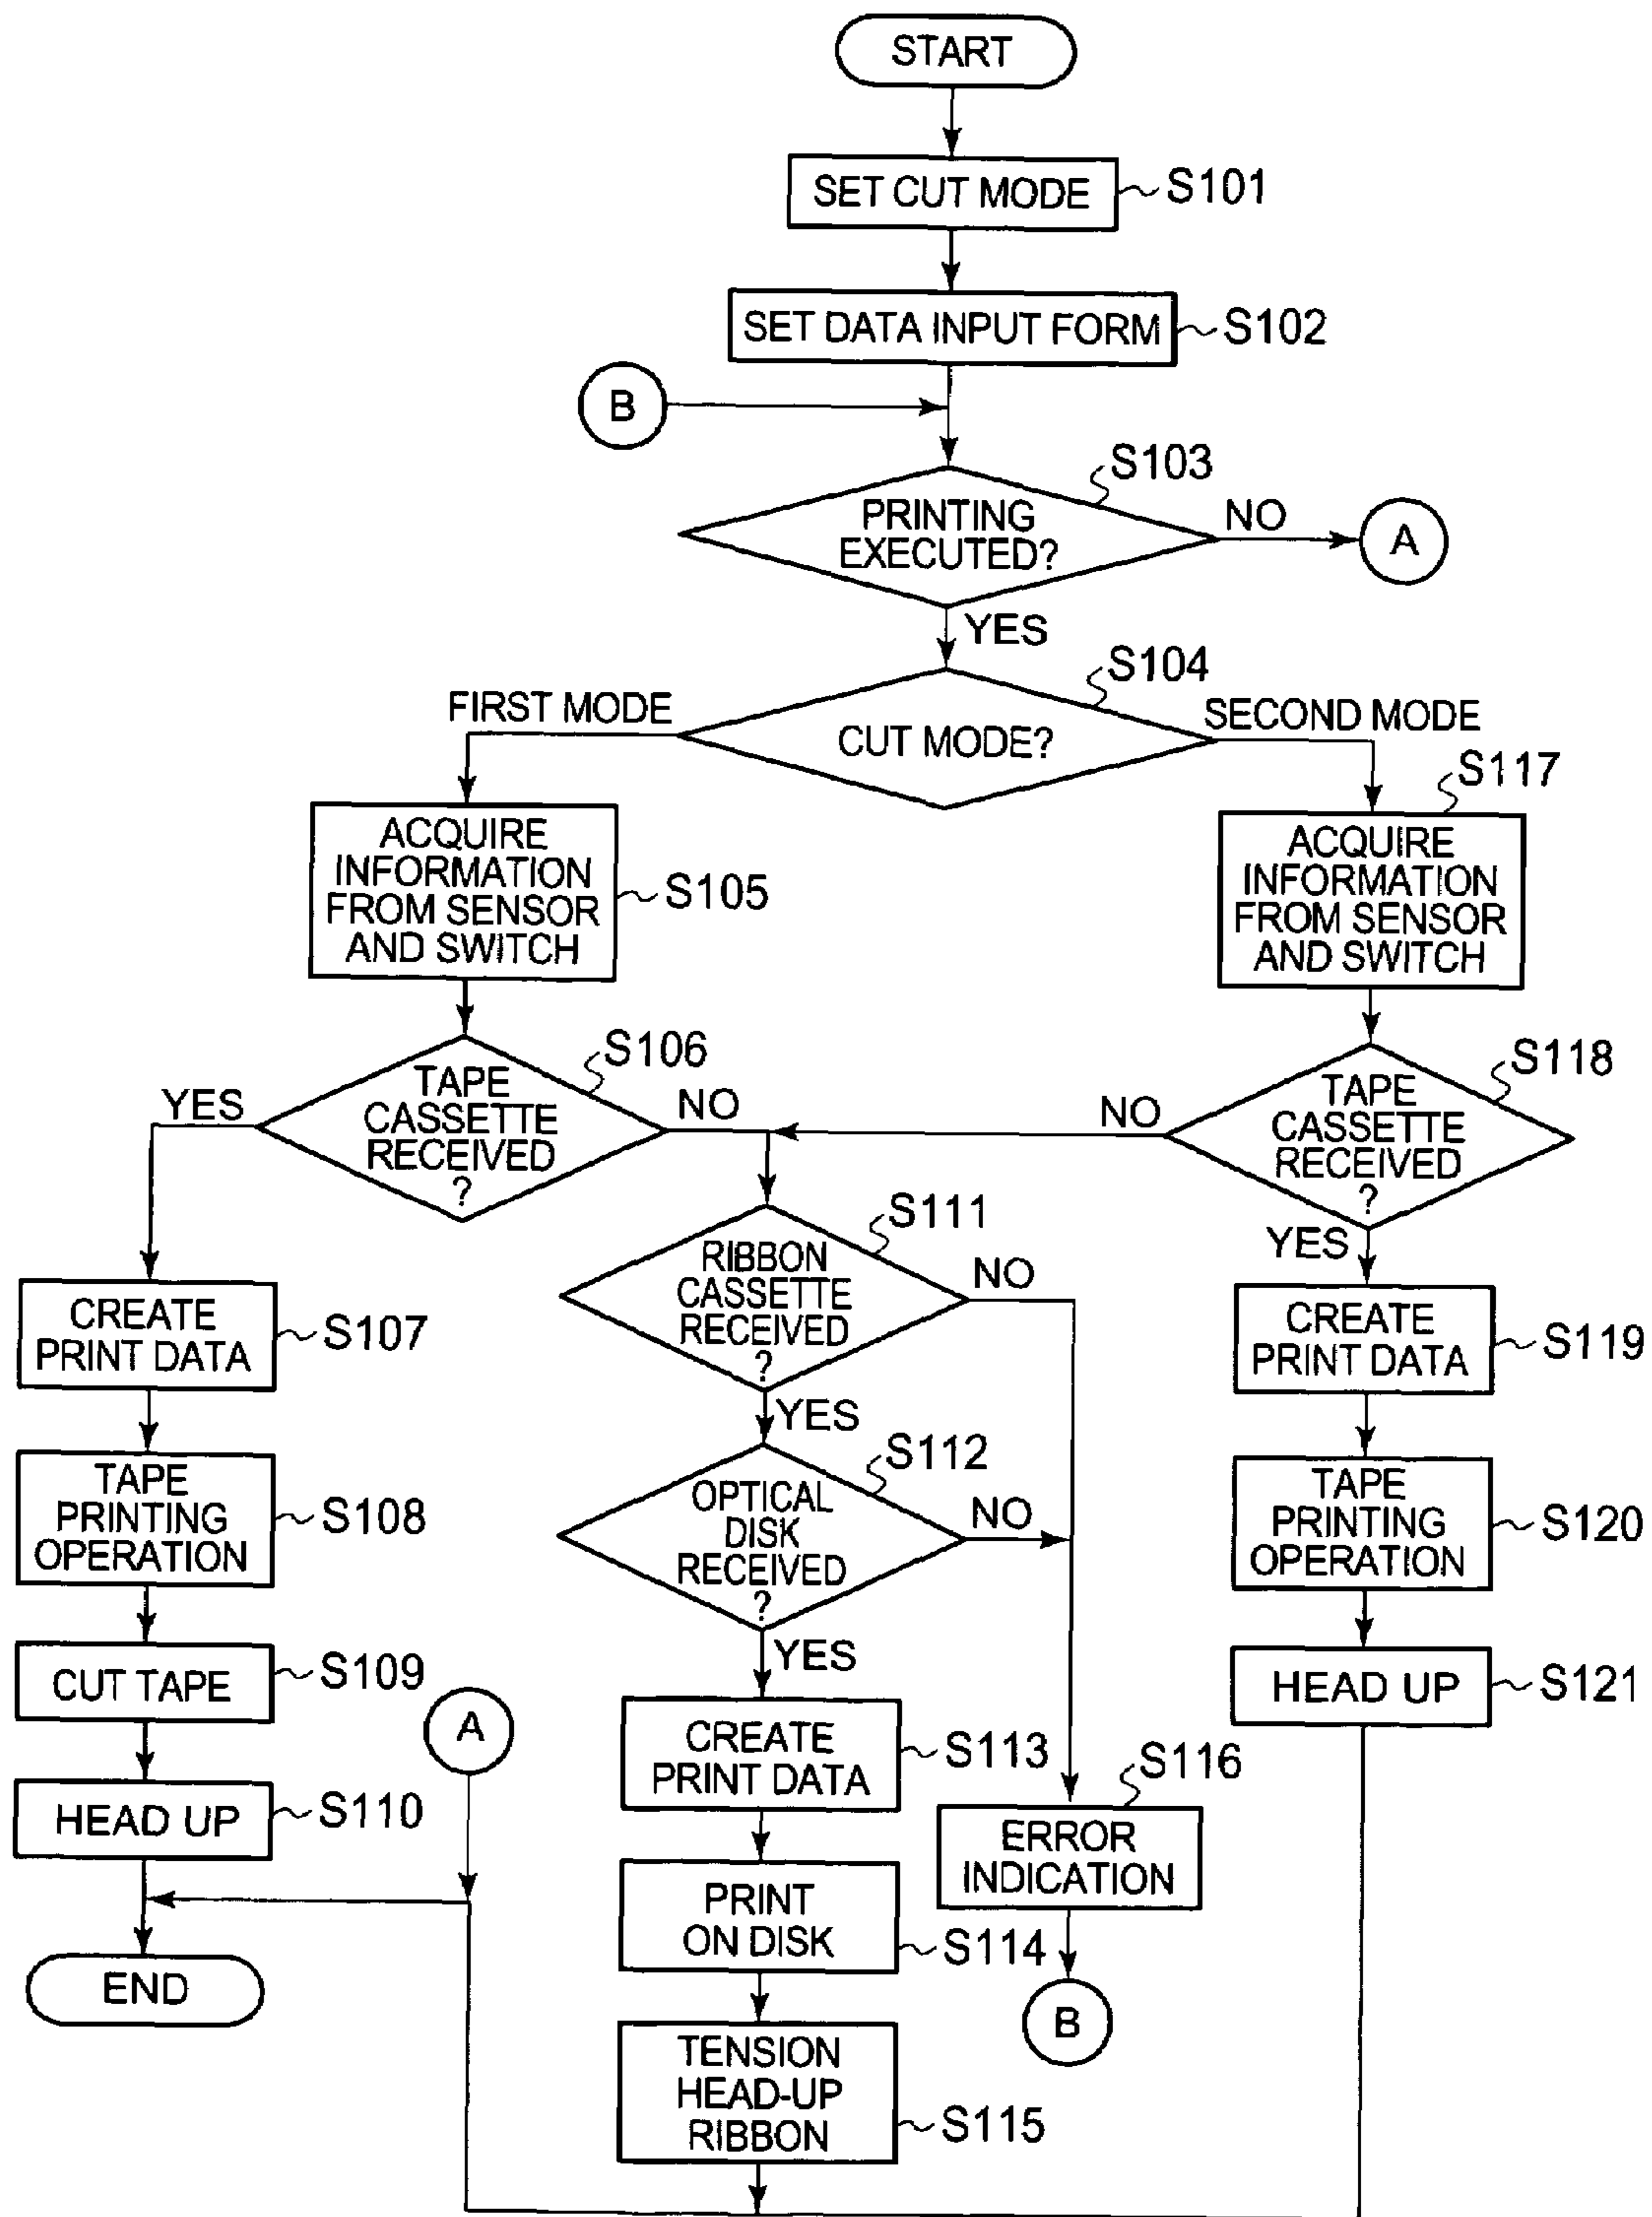 START
SET CUT MODE
S101
SET DATA INPUT FORM
S102
B
S103
PRINTING
EXECUTED?
NO
A
YES
S104
FIRST MODE
CUT MODE?
SECOND MODE
S117
ACQUIRE
INFORMATION
FROM SENSOR
AND SWITCH
S105
ACQUIRE
INFORMATION
FROM SENSOR
AND SWITCH
S106
TAPE
CASSETTE
RECEIVED
?
YES
NO
S118
TAPE
CASSETTE
RECEIVED
?
NO
YES
S111
RIBBON
CASSETTE
RECEIVED
?
NO
YES
CREATE
PRINT DATA
S107
CREATE
PRINT DATA
S119
S112
OPTICAL
DISK
RECEIVED
?
NO
YES
TAPE
PRINTING
OPERATION
S108
TAPE
PRINTING
OPERATION
S120
CUT TAPE
S109
HEAD UP
S121
A
CREATE
PRINT DATA
S113
S116
ERROR
INDICATION
HEAD UP
S110
PRINT
ON DISK
S114
END
B
TENSION
HEAD-UP
RIBBON
S115